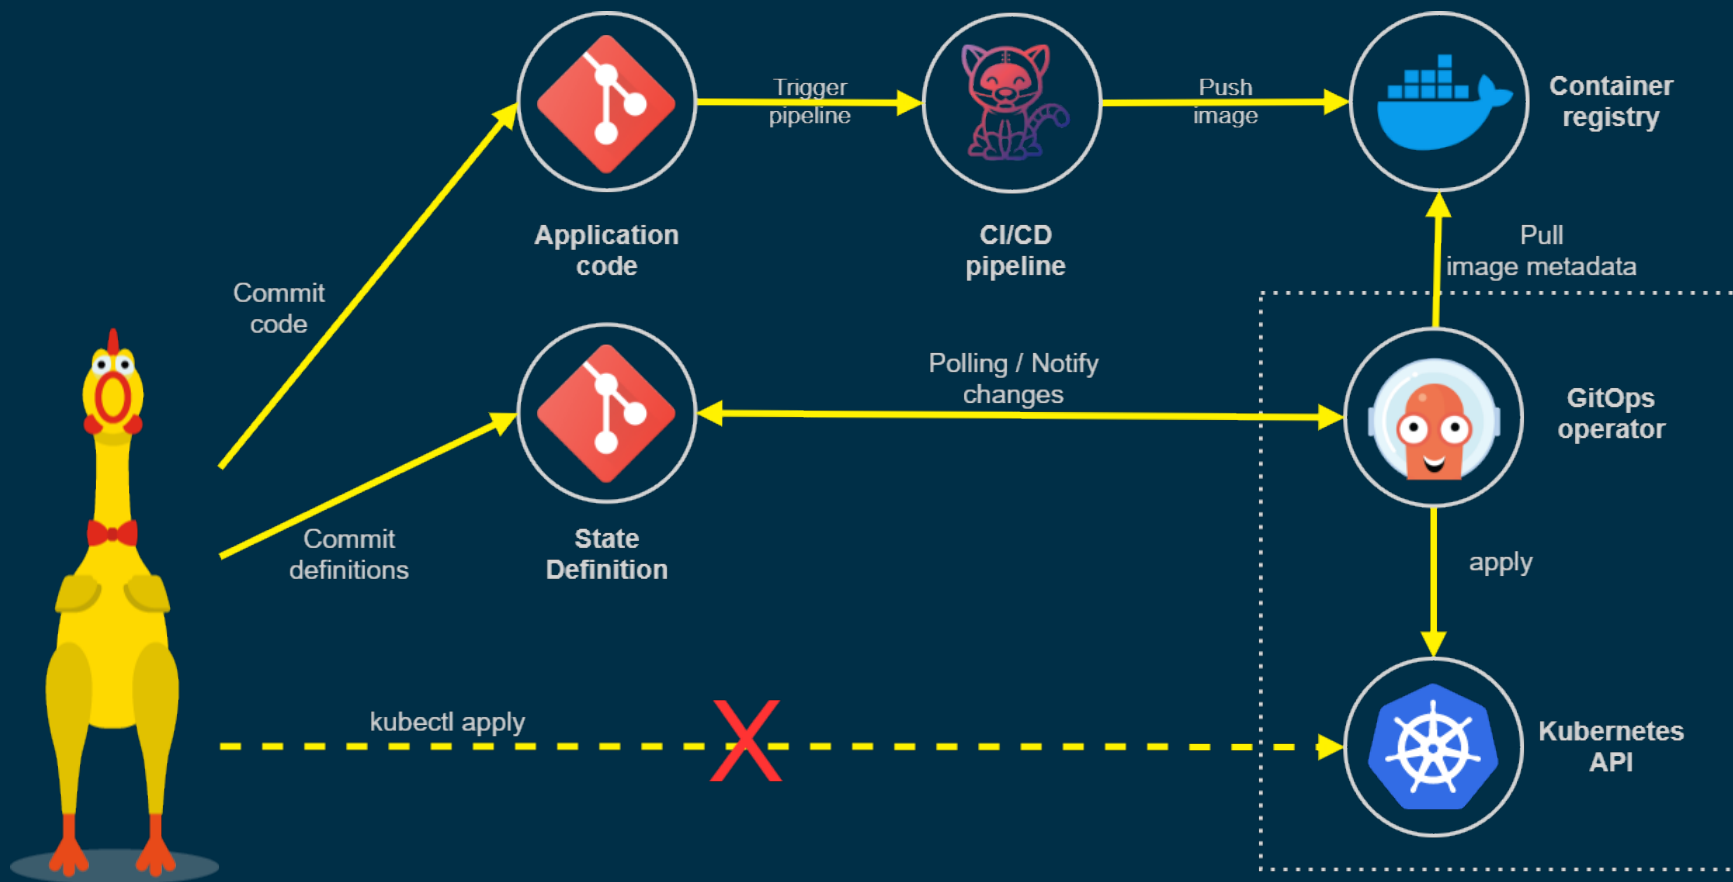 Trigger
pipeline
Push
image
Container
registry
Application
code
CI/CD
pipeline
Pull
image metadata
Commit
code
Polling / Notify
changes
GitOps
operator
Commit
definitions
State
Definition
apply
kubectl apply
X
Kubernetes
API